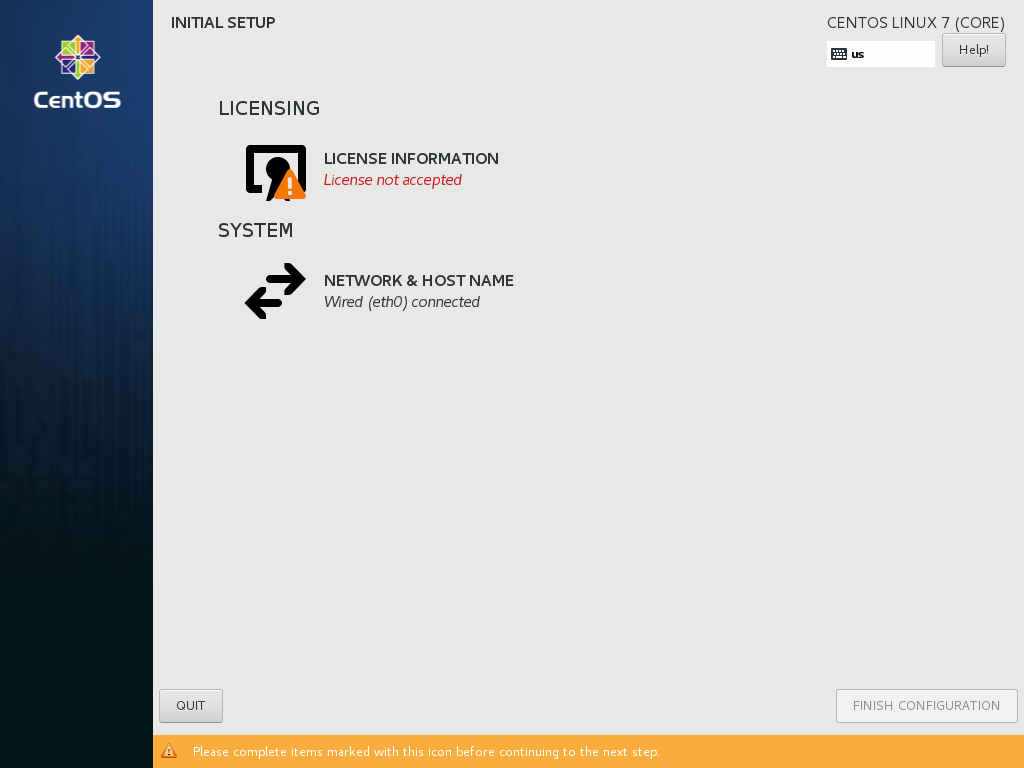 INITIAL SETUP
CENTOS LINUX 7 (CORE)
us
Help!
CentOS
LICENSING
LICENSE INFORMATION
License not accepted
SYSTEM
NETWORK & HOST NAME
Wired (eth0) connected
QUIT
FINISH CONFIGURATION
Please complete items marked with this icon before continuing to the next step.